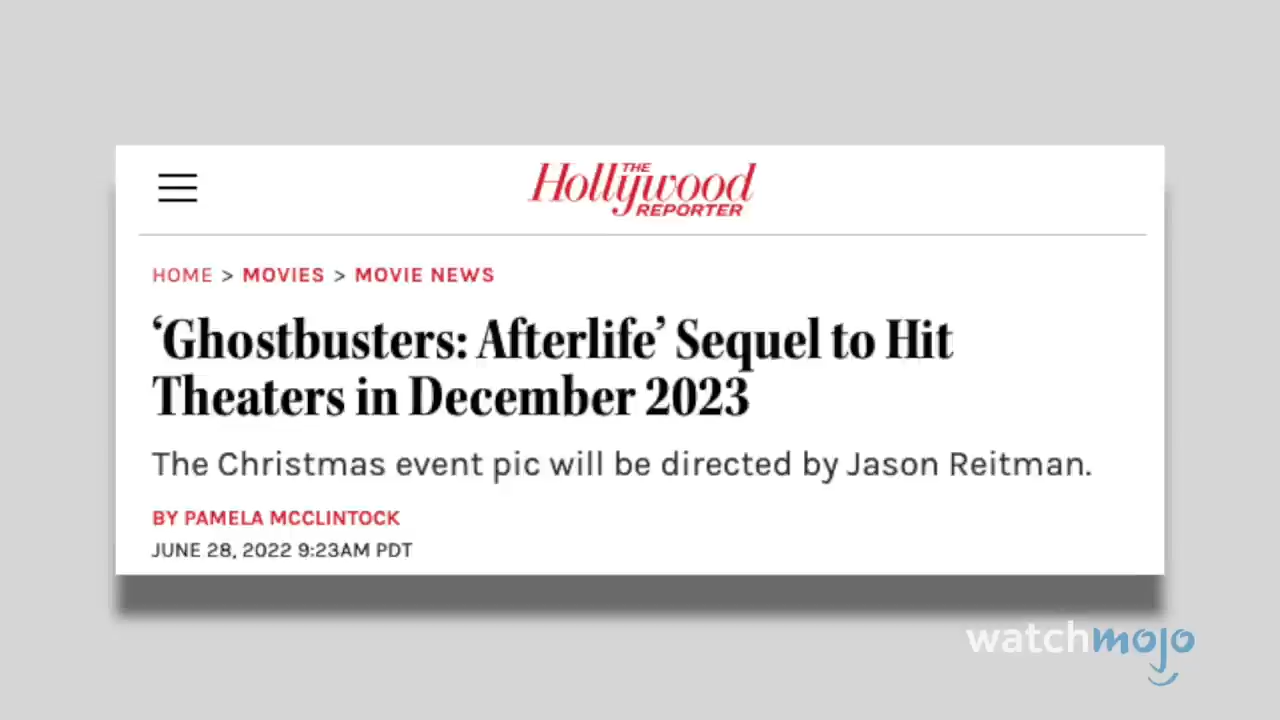 THE
Hollywood
REPORTER
HOME > MOVIES > MOVIE NEWS
‘Ghostbusters: Afterlife’ Sequel to Hit
Theaters in December 2023
The Christmas event pic will be directed by Jason Reitman.
BY PAMELA MCCLINTOCK
JUNE 28, 2022 9:23AM PDT
watchmojo